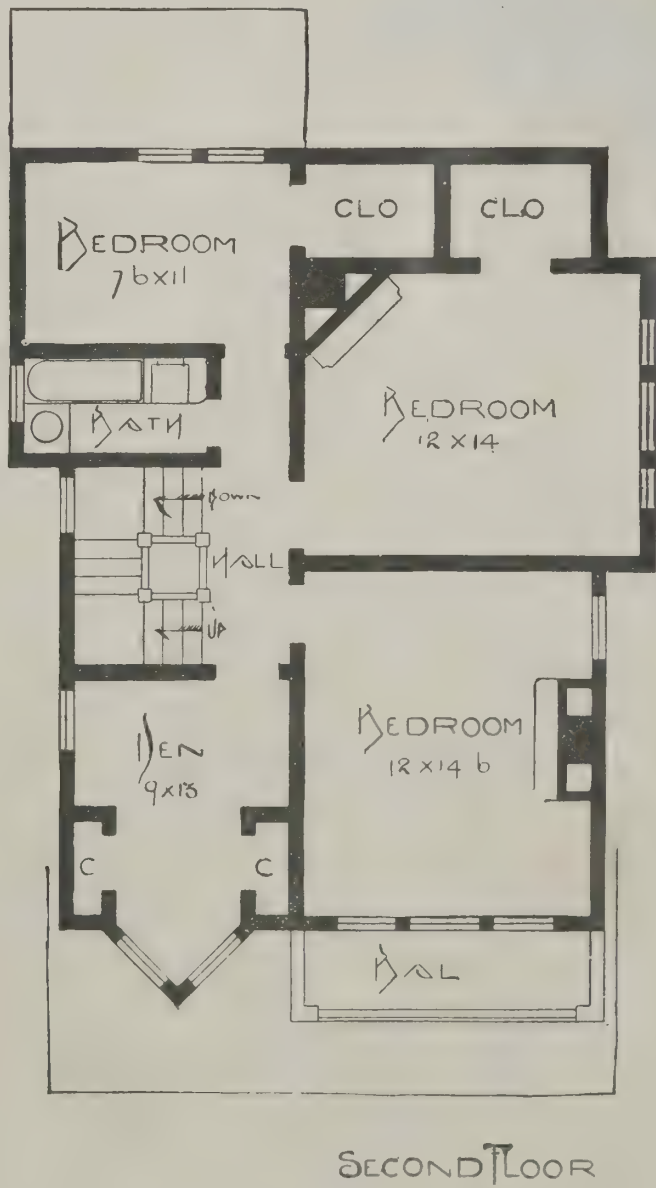 CLO
CLO
BEDROOM
7 6 X 11
BEDROOM
12 X 14
BATH
DOWN
HALL
UP
BEDROOM
12 X 14 6
DEN
9 X 13
C
C
BAL
SECOND FLOOR